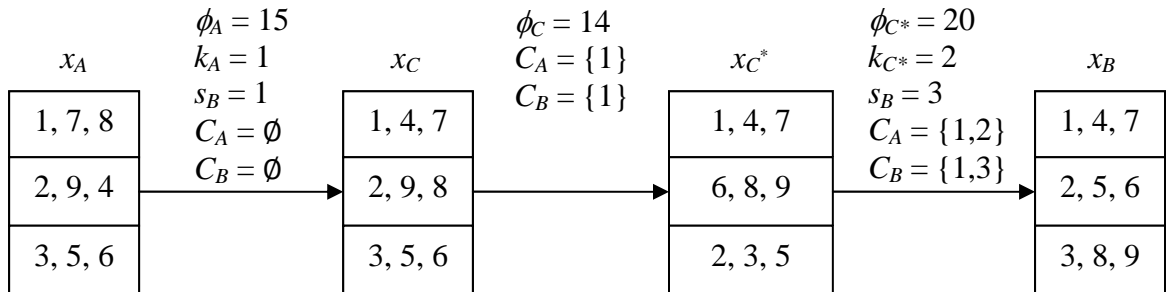 ϕA = 15
ϕC = 14
ϕC* = 20
kA = 1
CA = {1}
kC* = 2
xA
sB = 1
xC
CB = {1}
xC*
sB = 3
xB
CA = ∅
CA = {1,2}
CB = ∅
CB = {1,3}
1, 7, 8
1, 4, 7
1, 4, 7
1, 4, 7
2, 9, 4
2, 9, 8
6, 8, 9
2, 5, 6
3, 5, 6
3, 5, 6
2, 3, 5
3, 8, 9